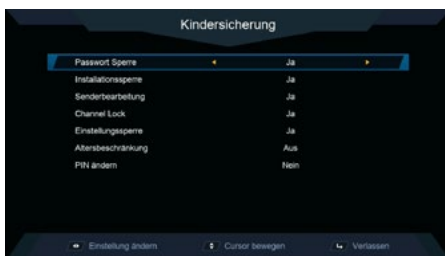 Kindersicherung
Passwort Sperre Ja
Installationssperre Ja
Senderbearbeitung Ja
Channel Lock Ja
Einstellungssperre Ja
Altersbeschränkung Aus
PIN ändern Nein
Einstellung ändern Cursor bewegen Verlassen